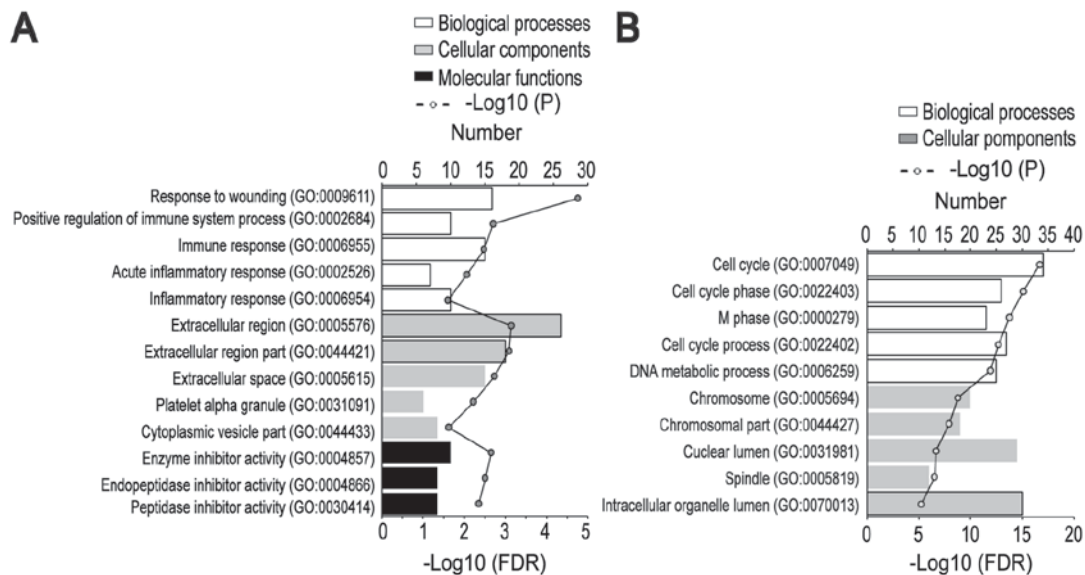 A
Biological processes
Cellular components
Molecular functions
-Log10 (P)
Number
0 5 10 15 20 25 30
Response to wounding (GO:0009611)
Positive regulation of immune system process (GO:0002684)
Immune response (GO:0006955)
Acute inflammatory response (GO:0002526)
Inflammatory response (GO:0006954)
Extracellular region (GO:0005576)
Extracellular region part (GO:0044421)
Extracellular space (GO:0005615)
Platelet alpha granule (GO:0031091)
Cytoplasmic vesicle part (GO:0044433)
Enzyme inhibitor activity (GO:0004857)
Endopeptidase inhibitor activity (GO:0004866)
Peptidase inhibitor activity (GO:0030414)
0 1 2 3 4 5
-Log10 (FDR)
B
Biological processes
Cellular pomponents
-Log10 (P)
Number
0 5 10 15 20 25 30 35 40
Cell cycle (GO:0007049)
Cell cycle phase (GO:0022403)
M phase (GO:0000279)
Cell cycle process (GO:0022402)
DNA metabolic process (GO:0006259)
Chromosome (GO:0005694)
Chromosomal part (GO:0044427)
Cuclear lumen (GO:0031981)
Spindle (GO:0005819)
Intracellular organelle lumen (GO:0070013)
0 5 10 15 20
-Log10 (FDR)